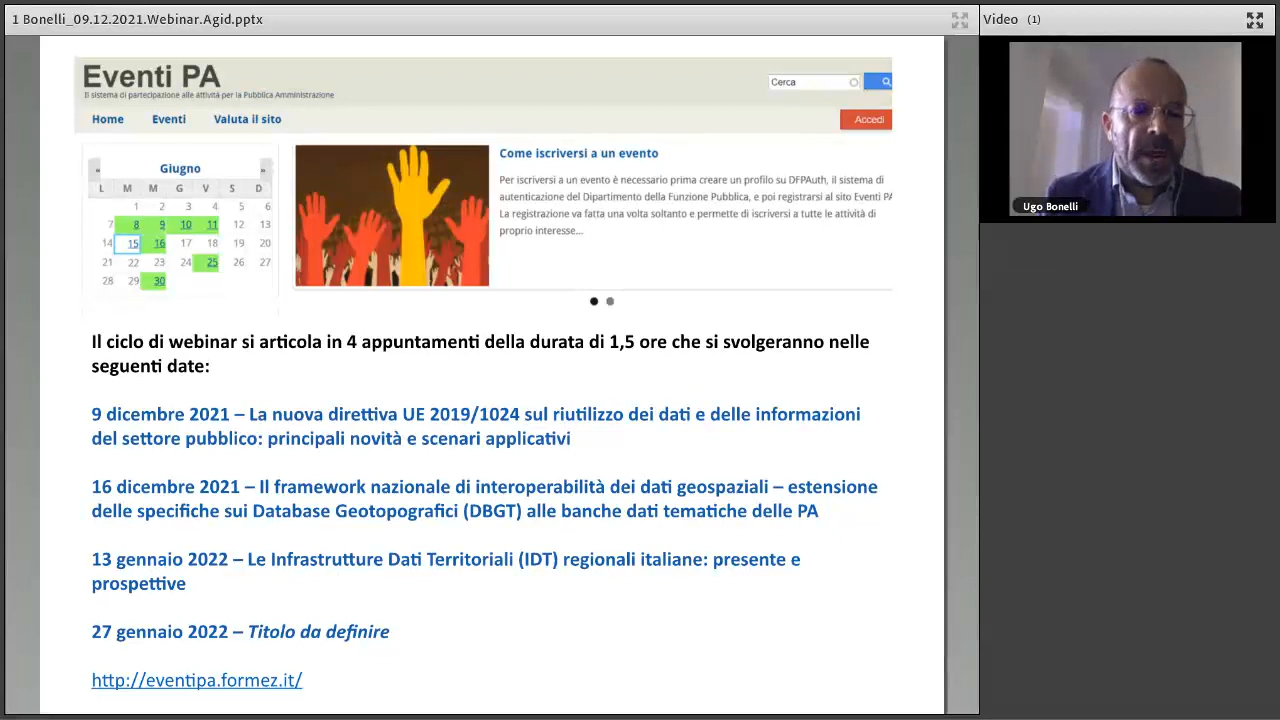 1 Bonelli_09.12.2021.Webinar.Agid.pptx
Video (1)
Ugo Bonelli
Eventi PA
Il sistema di partecipazione alle attività per la Pubblica Amministrazione
Cerca
Home Eventi Valuta il sito
Accedi
« Giugno »
L M M G V S D
1 2 3 4 5 6
7 8 9 10 11 12 13
14 15 16 17 18 19 20
21 22 23 24 25 26 27
28 29 30
Come iscriversi a un evento
Per iscriversi a un evento è necessario prima creare un profilo su DFPAuth, il sistema di
autenticazione del Dipartimento della Funzione Pubblica, e poi registrarsi al sito Eventi PA
La registrazione va fatta una volta soltanto e permette di iscriversi a tutte le attività di
proprio interesse...
Il ciclo di webinar si articola in 4 appuntamenti della durata di 1,5 ore che si svolgeranno nelle
seguenti date:
9 dicembre 2021 – La nuova direttiva UE 2019/1024 sul riutilizzo dei dati e delle informazioni
del settore pubblico: principali novità e scenari applicativi
16 dicembre 2021 – Il framework nazionale di interoperabilità dei dati geospaziali – estensione
delle specifiche sui Database Geotopografici (DBGT) alle banche dati tematiche delle PA
13 gennaio 2022 – Le Infrastrutture Dati Territoriali (IDT) regionali italiane: presente e
prospettive
27 gennaio 2022 – Titolo da definire
http://eventipa.formez.it/